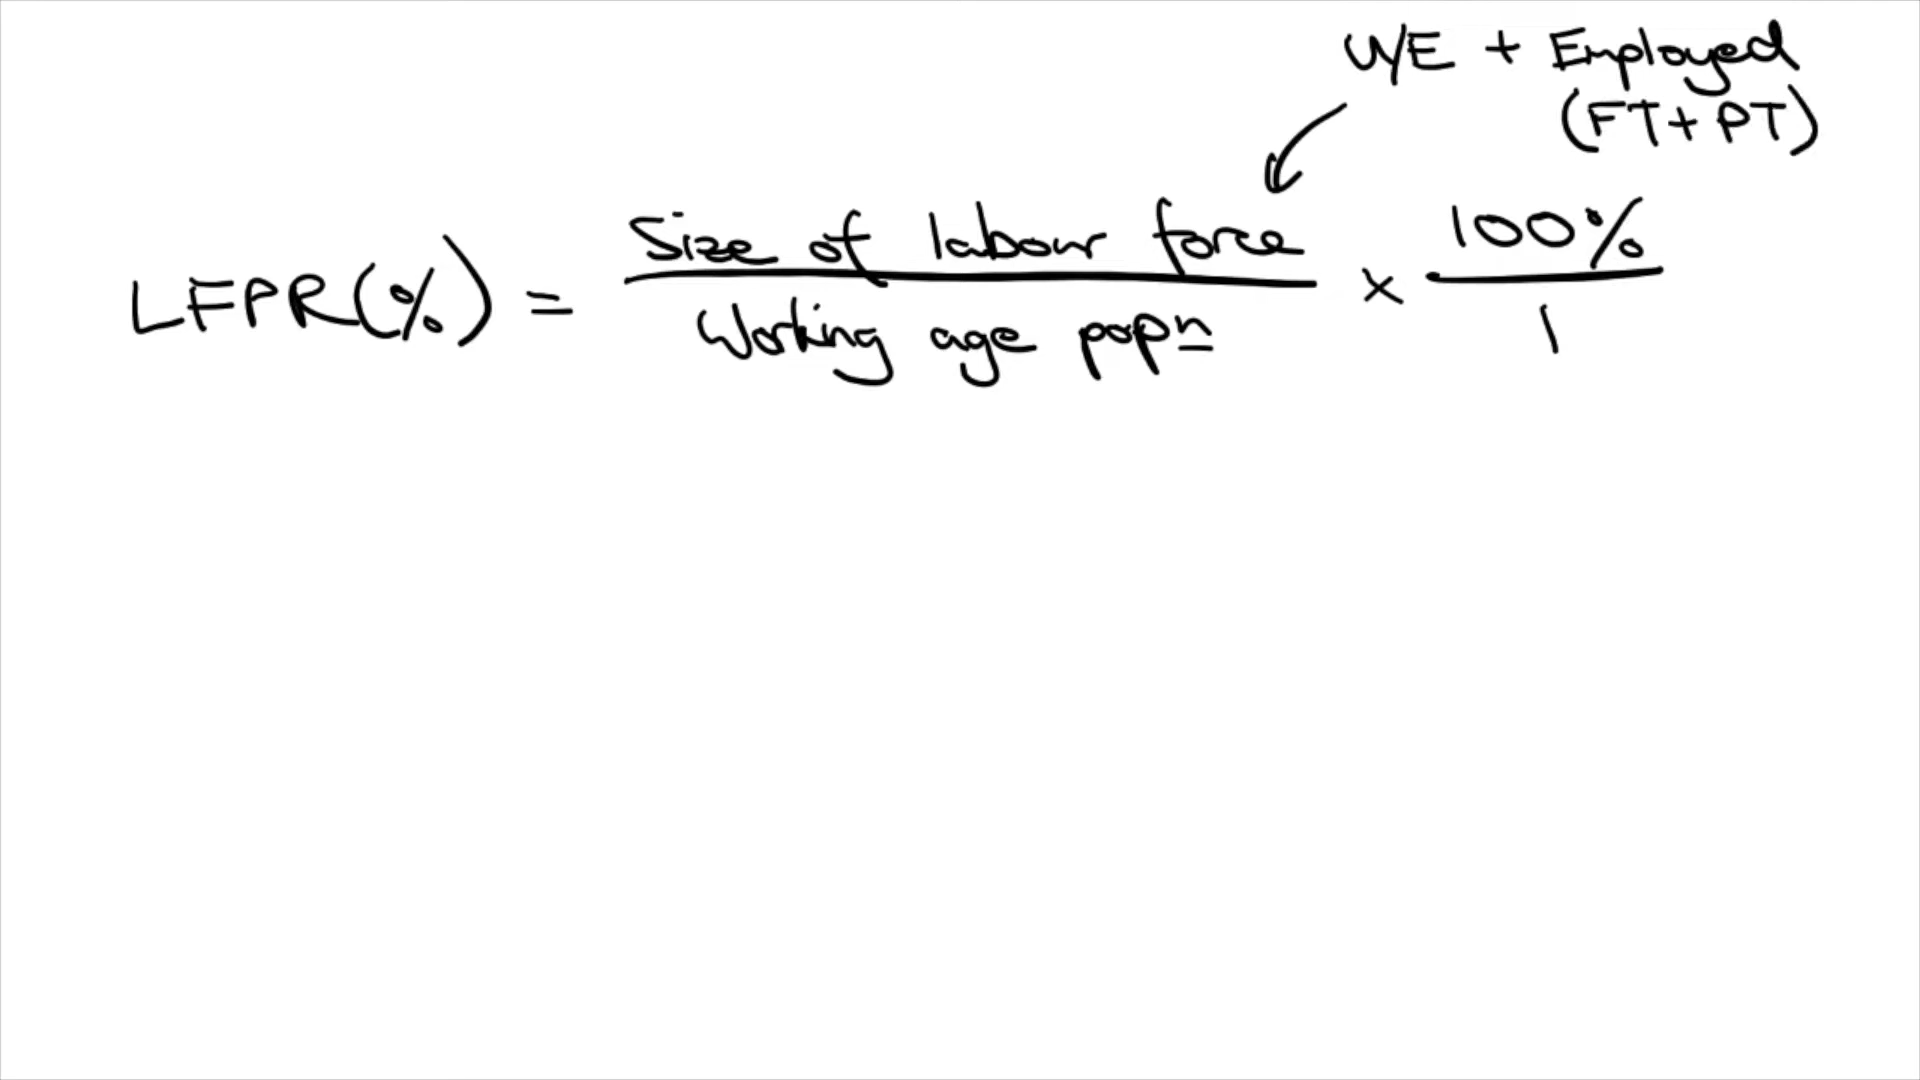 U/E + Employed
(FT + PT)
LFPR(%) = Size of labour force / Working age popn × 100% / 1